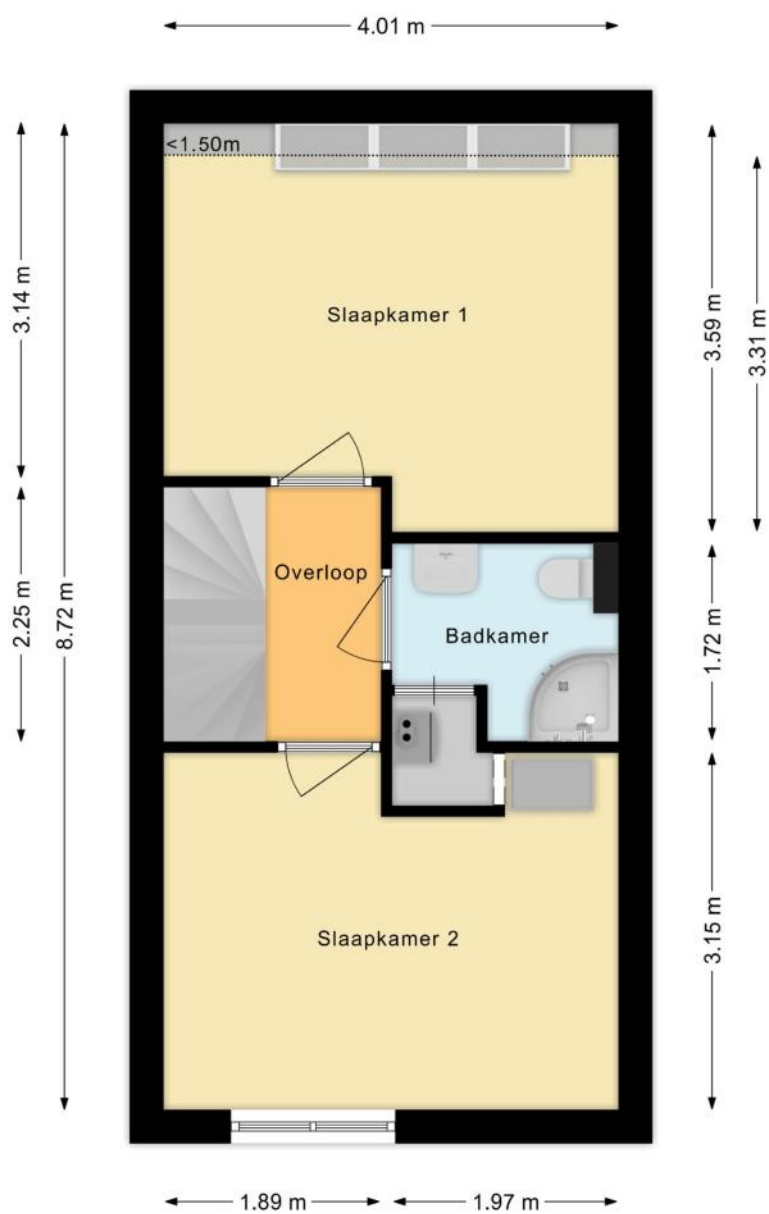 4.01 m
<1.50m
3.14 m
Slaapkamer 1
3.59 m
3.31 m
2.25 m
8.72 m
Overloop
Badkamer
1.72 m
Slaapkamer 2
3.15 m
1.89 m
1.97 m